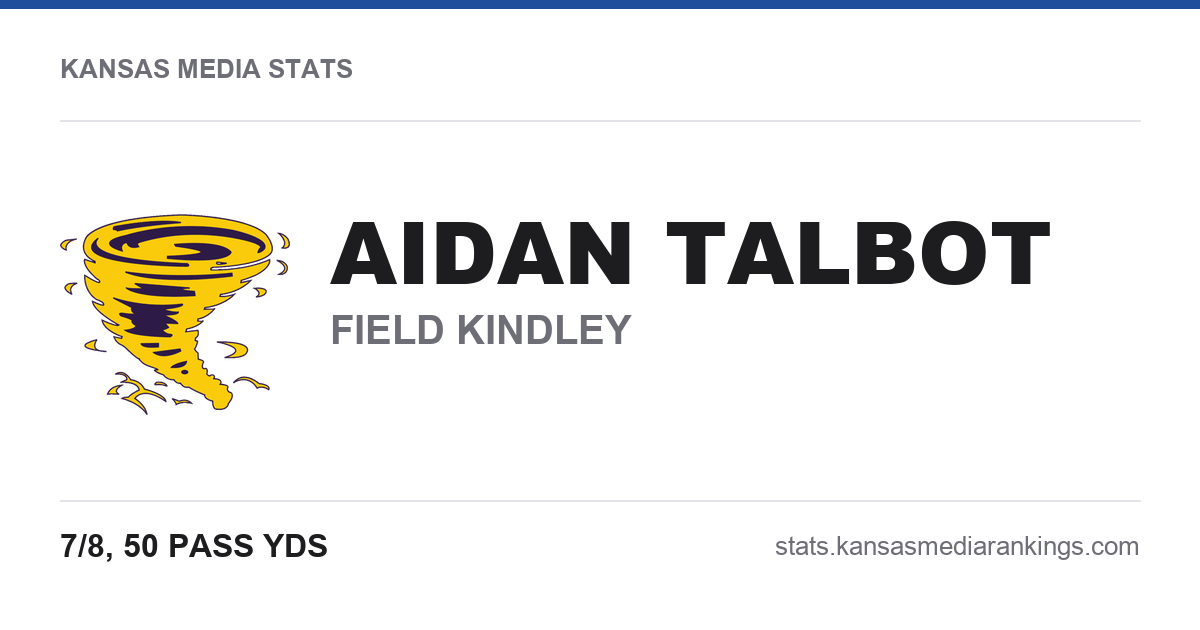 KANSAS MEDIA STATS
AIDAN TALBOT
FIELD KINDLEY
7/8, 50 PASS YDS
stats.kansasmediarankings.com